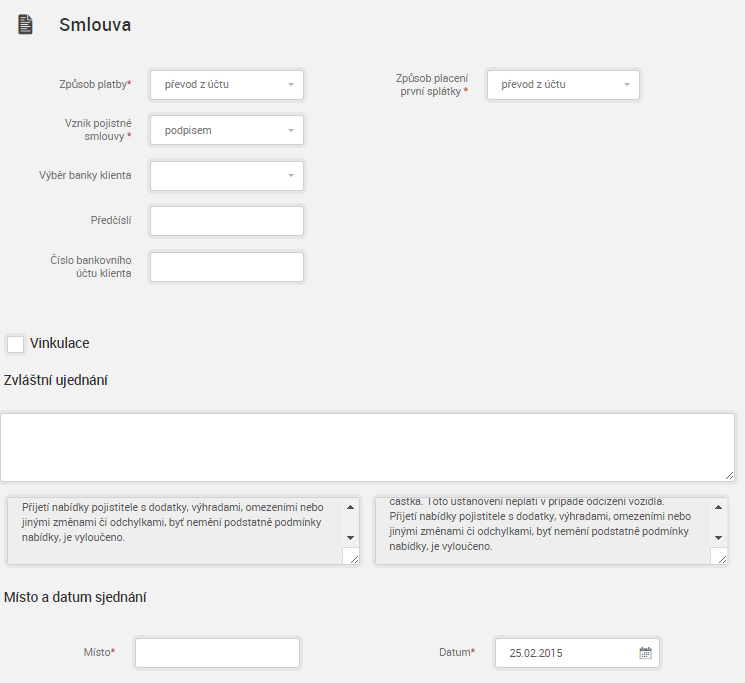 Smlouva
Způsob platby*
převod z účtu
Způsob placení
první splátky *
převod z účtu
Vznik pojistné
smlouvy *
podpisem
Výběr banky klienta
Předčíslí
Číslo bankovního
účtu klienta
Vinkulace
Zvláštní ujednání
Přijetí nabídky pojistitele s dodatky, výhradami, omezeními nebo
jinými změnami či odchylkami, byť nemění podstatně podmínky
nabídky, je vyloučeno.
částka. Toto ustanovení neplatí v případě odcizení vozidla.
Přijetí nabídky pojistitele s dodatky, výhradami, omezeními nebo
jinými změnami či odchylkami, byť nemění podstatně podmínky
nabídky, je vyloučeno.
Místo a datum sjednání
Místo*
Datum*
25.02.2015